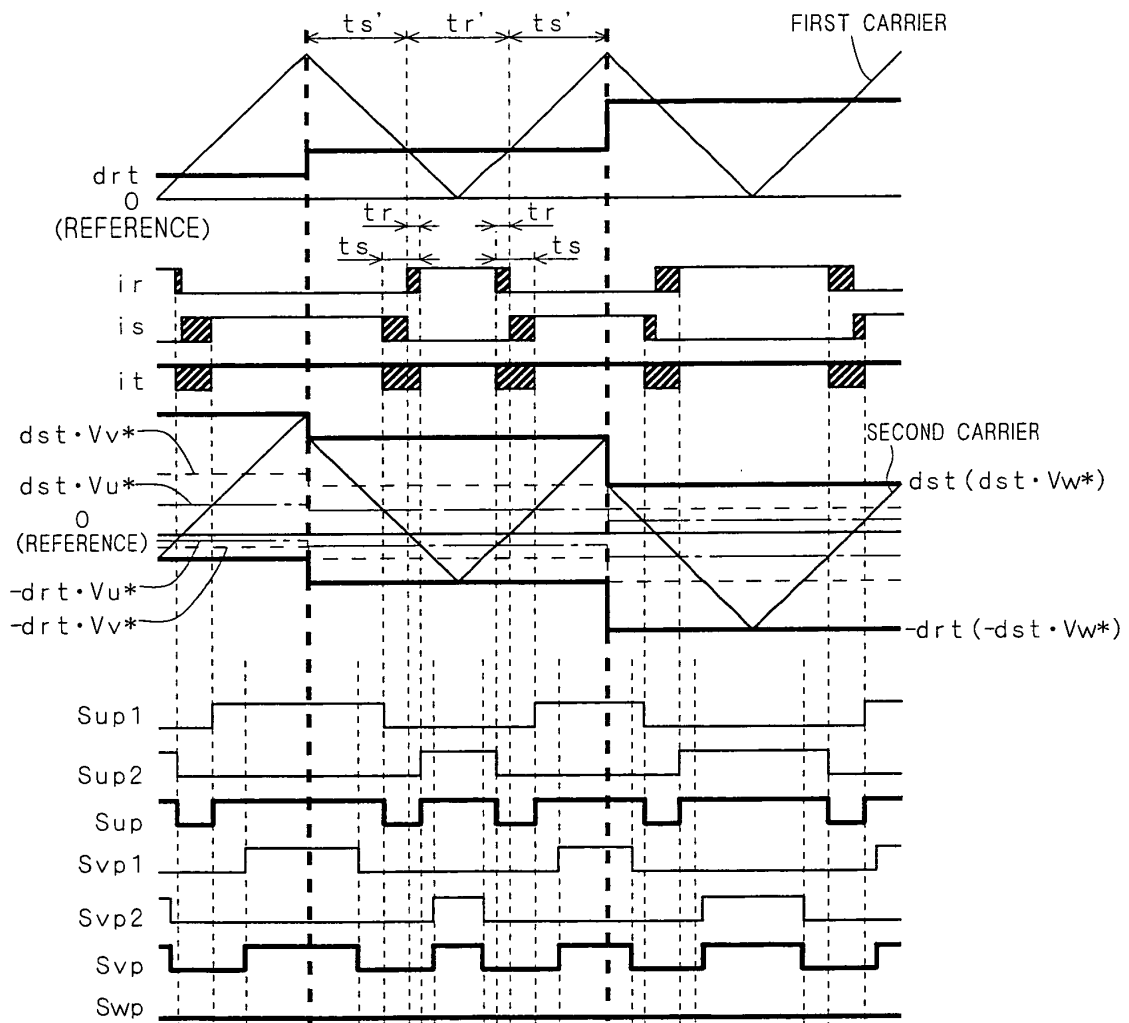 ts' tr' ts'
FIRST CARRIER
drt
0
(REFERENCE)
tr tr
ts ts
ir
is
it
dst·Vv*
SECOND CARRIER
dst·Vu*
dst(dst·Vw*)
0
(REFERENCE)
-drt·Vu*
-drt·Vv*
-drt(-dst·Vw*)
Sup1
Sup2
Sup
Svp1
Svp2
Svp
Swp